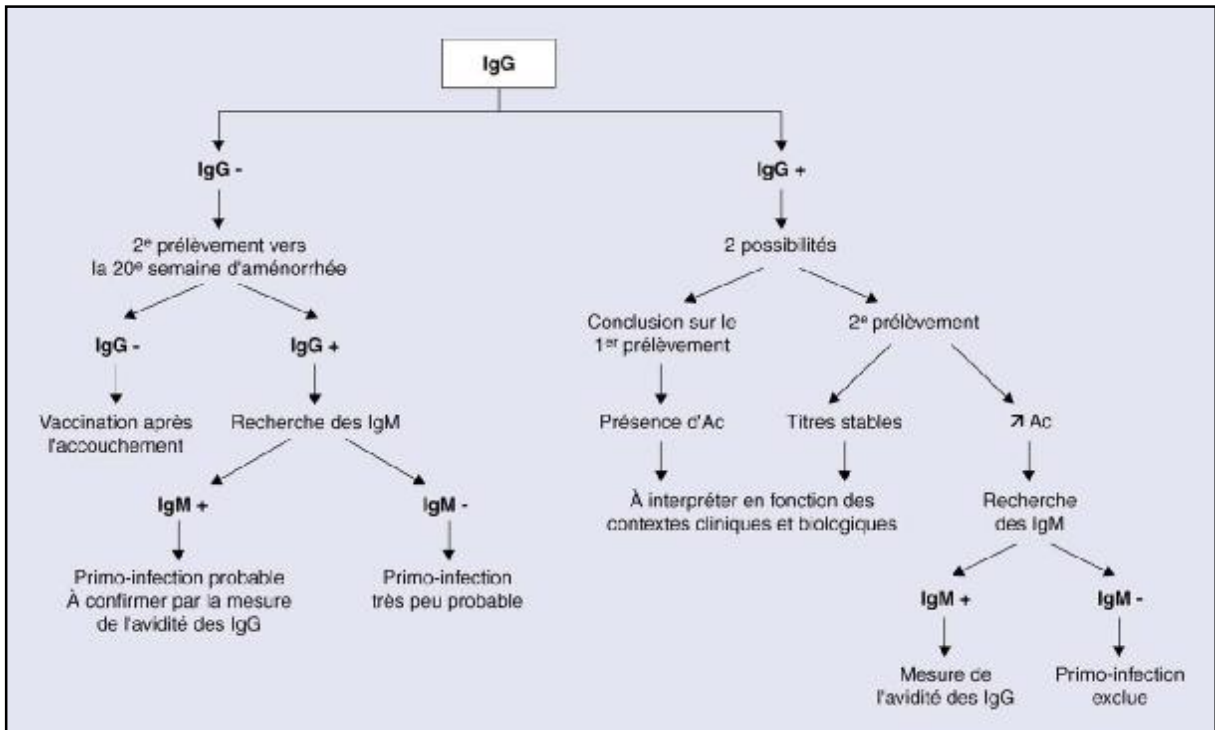 IgG
IgG -
IgG +
2e prélèvement vers
la 20e semaine d'aménorrhée
2 possibilités
Conclusion sur le
1er prélèvement
2e prélèvement
IgG -
IgG +
Vaccination après
l'accouchement
Recherche des IgM
Présence d'Ac
Titres stables
↗ Ac
IgM +
IgM -
À interpréter en fonction des
contextes cliniques et biologiques
Recherche
des IgM
Primo-infection probable
À confirmer par la mesure
de l'avidité des IgG
Primo-infection
très peu probable
IgM +
IgM -
Mesure de
l'avidité des IgG
Primo-infection
exclue